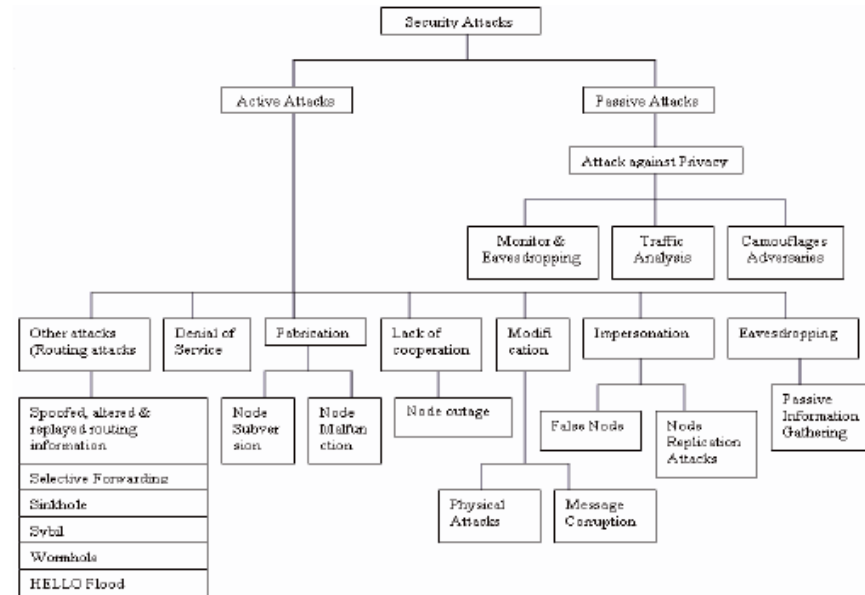 Security Attacks
Active Attacks
Passive Attacks
Attack against Privacy
Monitor &
Eavesdropping
Traffic
Analysis
Camouflages
Adversaries
Other attacks
(Routing attacks
Denial of
Service
Fabrication
Lack of
cooperation
Modifi
cation
Impersonation
Eavesdropping
Spoofed, altered &
replayed routing
information
Selective Forwarding
Sinkhole
Sybil
Wormhole
HELLO Flood
Node
Subver
sion
Node
Malfun
ction
Node outage
Physical
Attacks
Message
Corruption
False Node
Node
Replication
Attacks
Passive
Information
Gathering